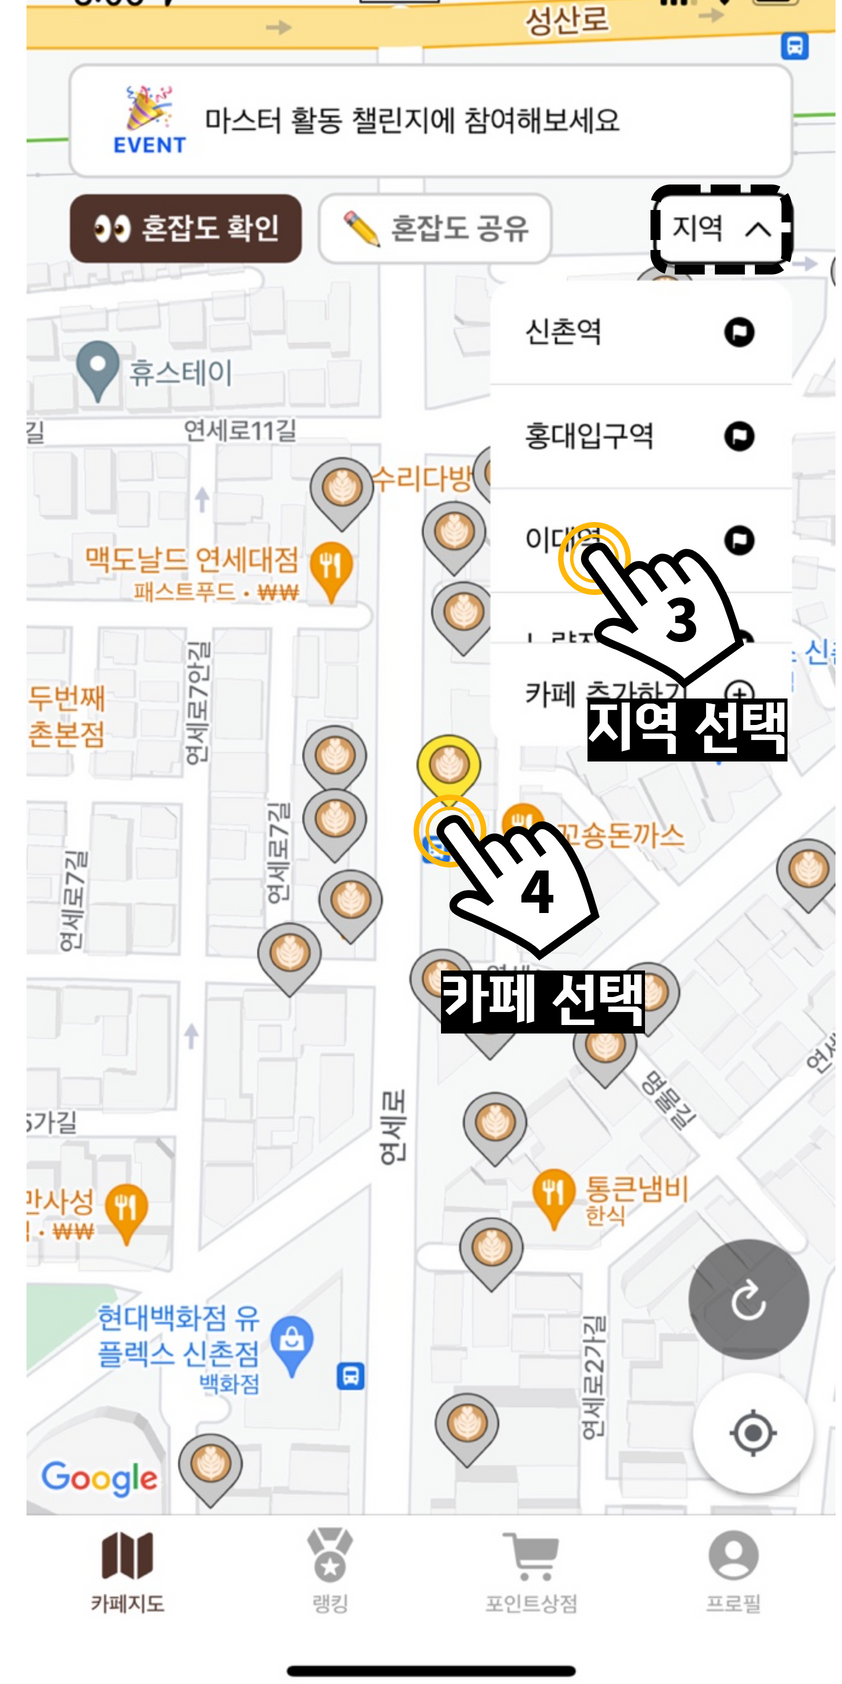 성산로
EVENT
마스터 활동 챌린지에 참여해보세요
혼잡도 확인
혼잡도 공유
지역
신촌역
휴스테이
길
연세로11길
홍대입구역
수리다방
이대역
맥도날드 연세대점
패스트푸드 · ₩₩
3
연세로7안길
두번째
촌본점
카페 추가하기
지역 선택
연세로7길
꼬숑돈까스
연세로7길
4
카페 선택
명물길
5가길
연세로
만사성
· ₩₩
통큰냄비
한식
현대백화점 유
플렉스 신촌점
백화점
연세로2가길
Google
카페지도
랭킹
포인트상점
프로필